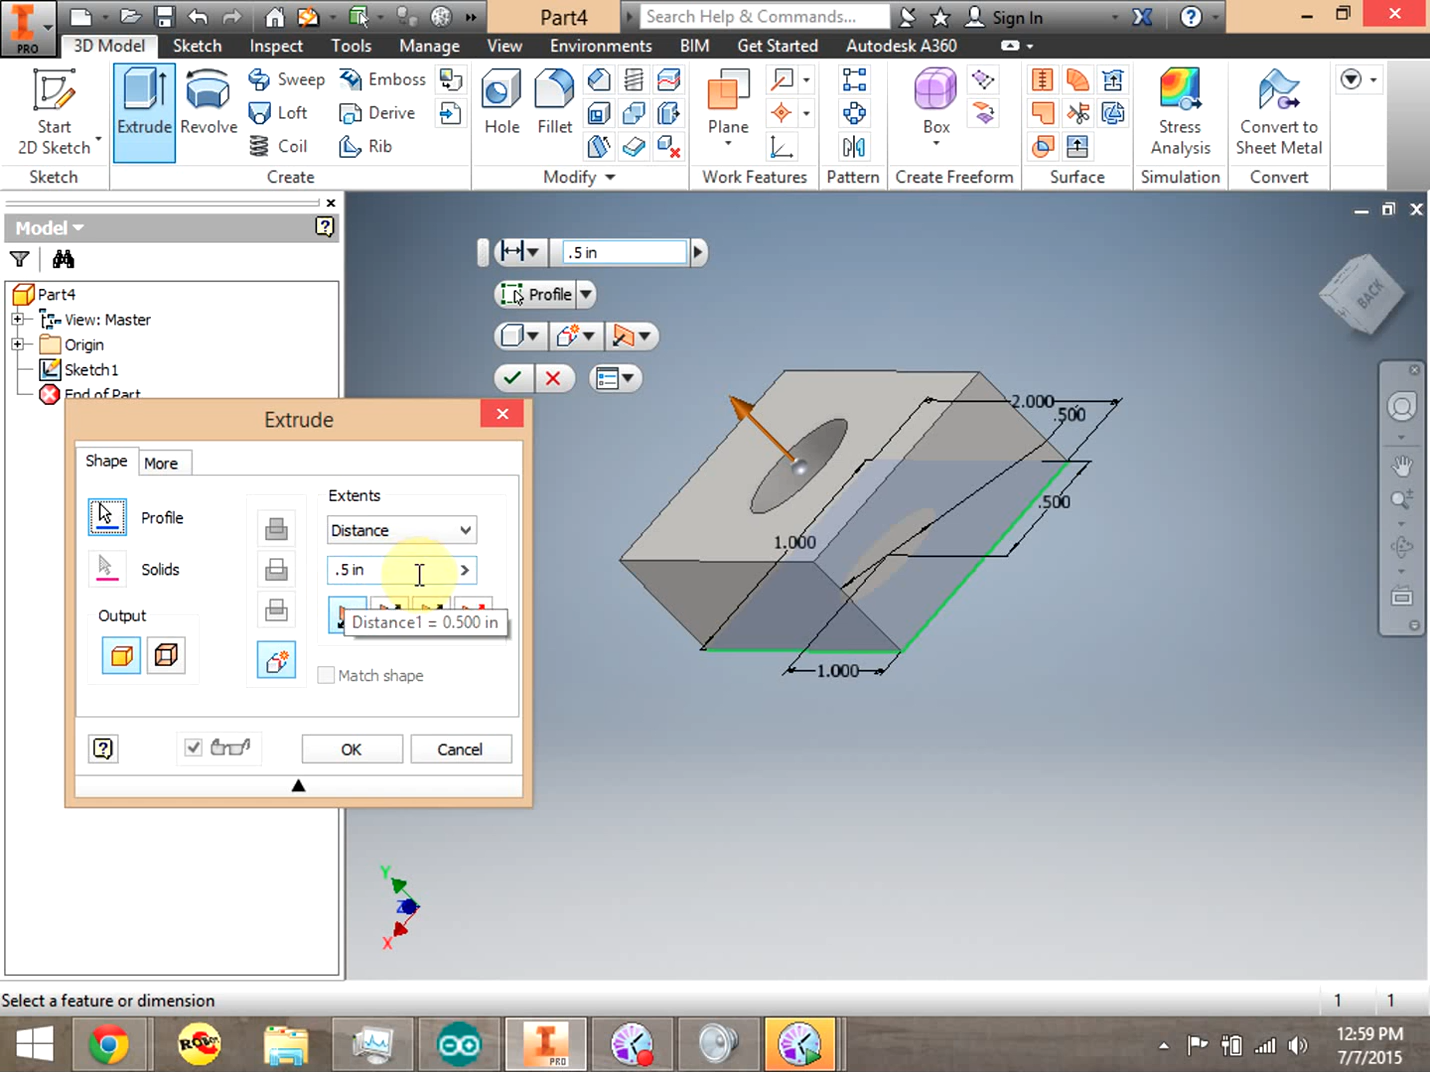 Part4
Search Help & Commands...
Sign In
PRO
3D Model
Sketch
Inspect
Tools
Manage
View
Environments
BIM
Get Started
Autodesk A360
Start
2D Sketch
Extrude
Revolve
Sweep
Loft
Coil
Emboss
Derive
Rib
Hole
Fillet
Plane
Box
Stress
Analysis
Convert to
Sheet Metal
Sketch
Create
Modify
Work Features
Pattern
Create Freeform
Surface
Simulation
Convert
Model
Part4
View: Master
Origin
Sketch1
End of Part
.5 in
Profile
BACK
2.000
.500
.500
1.000
1.000
Extrude
Shape
More
Profile
Solids
Output
Extents
Distance
.5 in
Distance1 = 0.500 in
Match shape
OK
Cancel
Y
Z
X
Select a feature or dimension
1
1
PRO
12:59 PM
7/7/2015